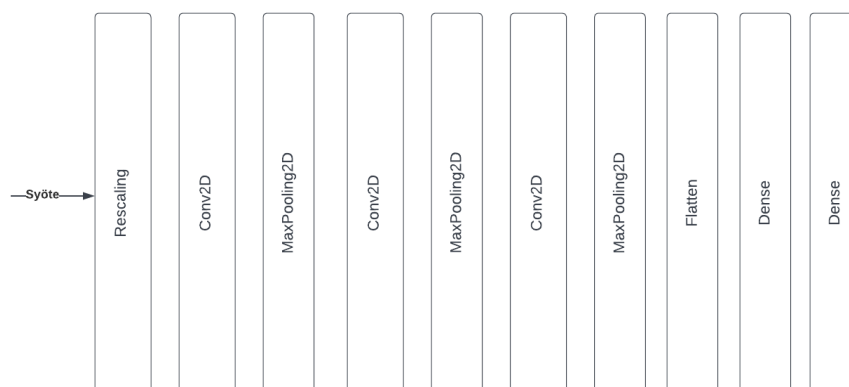 Syöte
Rescaling
Conv2D
MaxPooling2D
Conv2D
MaxPooling2D
Conv2D
MaxPooling2D
Flatten
Dense
Dense